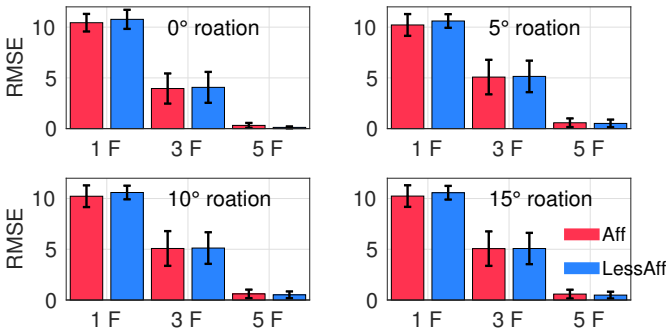 0° roation
RMSE
10
5
0
1 F
3 F
5 F
5° roation
10
5
0
1 F
3 F
5 F
10° roation
RMSE
10
5
0
1 F
3 F
5 F
15° roation
10
5
0
1 F
3 F
5 F
Aff
LessAff